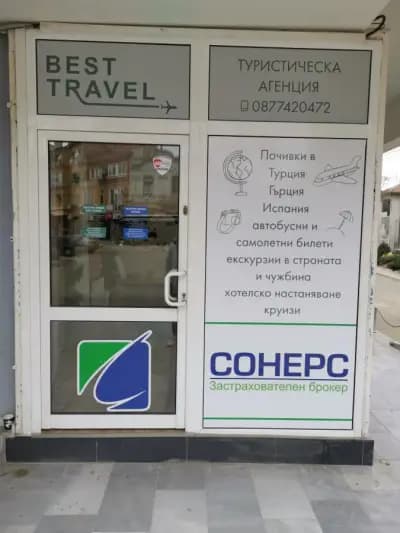 BEST
TRAVEL
ТУРИСТИЧЕСКА
АГЕНЦИЯ
0877420472
Почивки в
Турция
Гърция
Испания
автобусни и
самолетни билети
екскурзии в страната
и чужбина
хотелско настаняване
круизи
СОНЕРС
Застрахователен брокер